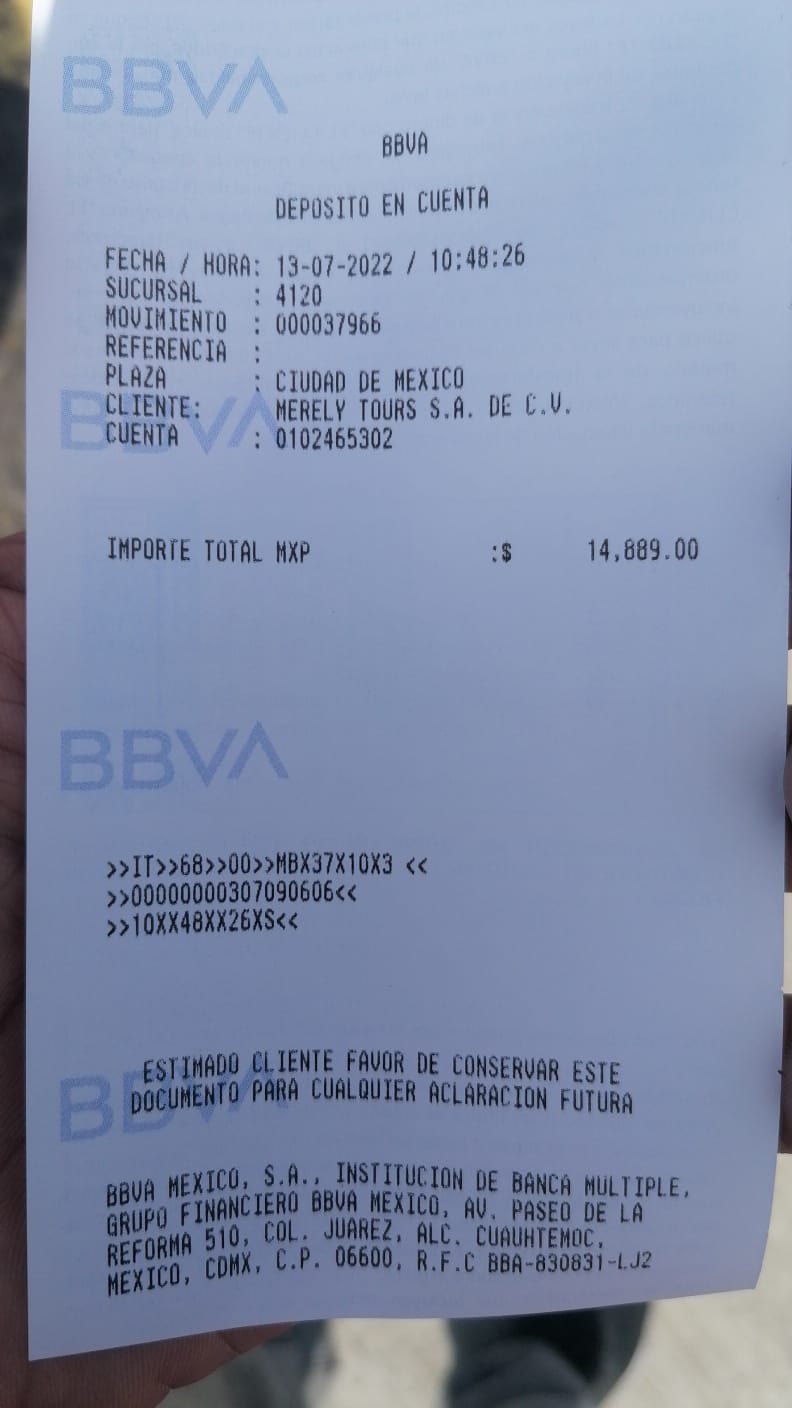 BBVA
BBVA
DEPOSITO EN CUENTA
FECHA / HORA: 13-07-2022 / 10:48:26
SUCURSAL : 4120
MOVIMIENTO : 000037966
REFERENCIA :
PLAZA : CIUDAD DE MEXICO
BBVA
CLIENTE: MERELY TOURS S.A. DE C.V.
CUENTA : 0102465302
IMPORTE TOTAL MXP :$ 14,889.00
BBVA
>>IT>>68>>00>>MBX37X10X3 <<
>>00000000307090606<<
>>10XX48XX26XS<<
BBVA
ESTIMADO CLIENTE FAVOR DE CONSERVAR ESTE
DOCUMENTO PARA CUALQUIER ACLARACION FUTURA
BBVA MEXICO, S.A., INSTITUCION DE BANCA MULTIPLE,
GRUPO FINANCIERO BBVA MEXICO, AV. PASEO DE LA
REFORMA 510, COL. JUAREZ, ALC. CUAUHTEMOC,
MEXICO, CDMX, C.P. 06600, R.F.C BBA-830831-LJ2